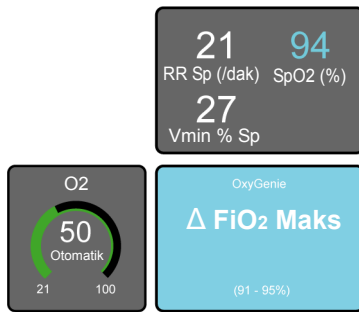 21 94
RR Sp (/dak) SpO2 (%)
27
Vmin % Sp
O2
50
Otomatik
21 100
OxyGenie
Δ FiO₂ Maks
(91 - 95%)